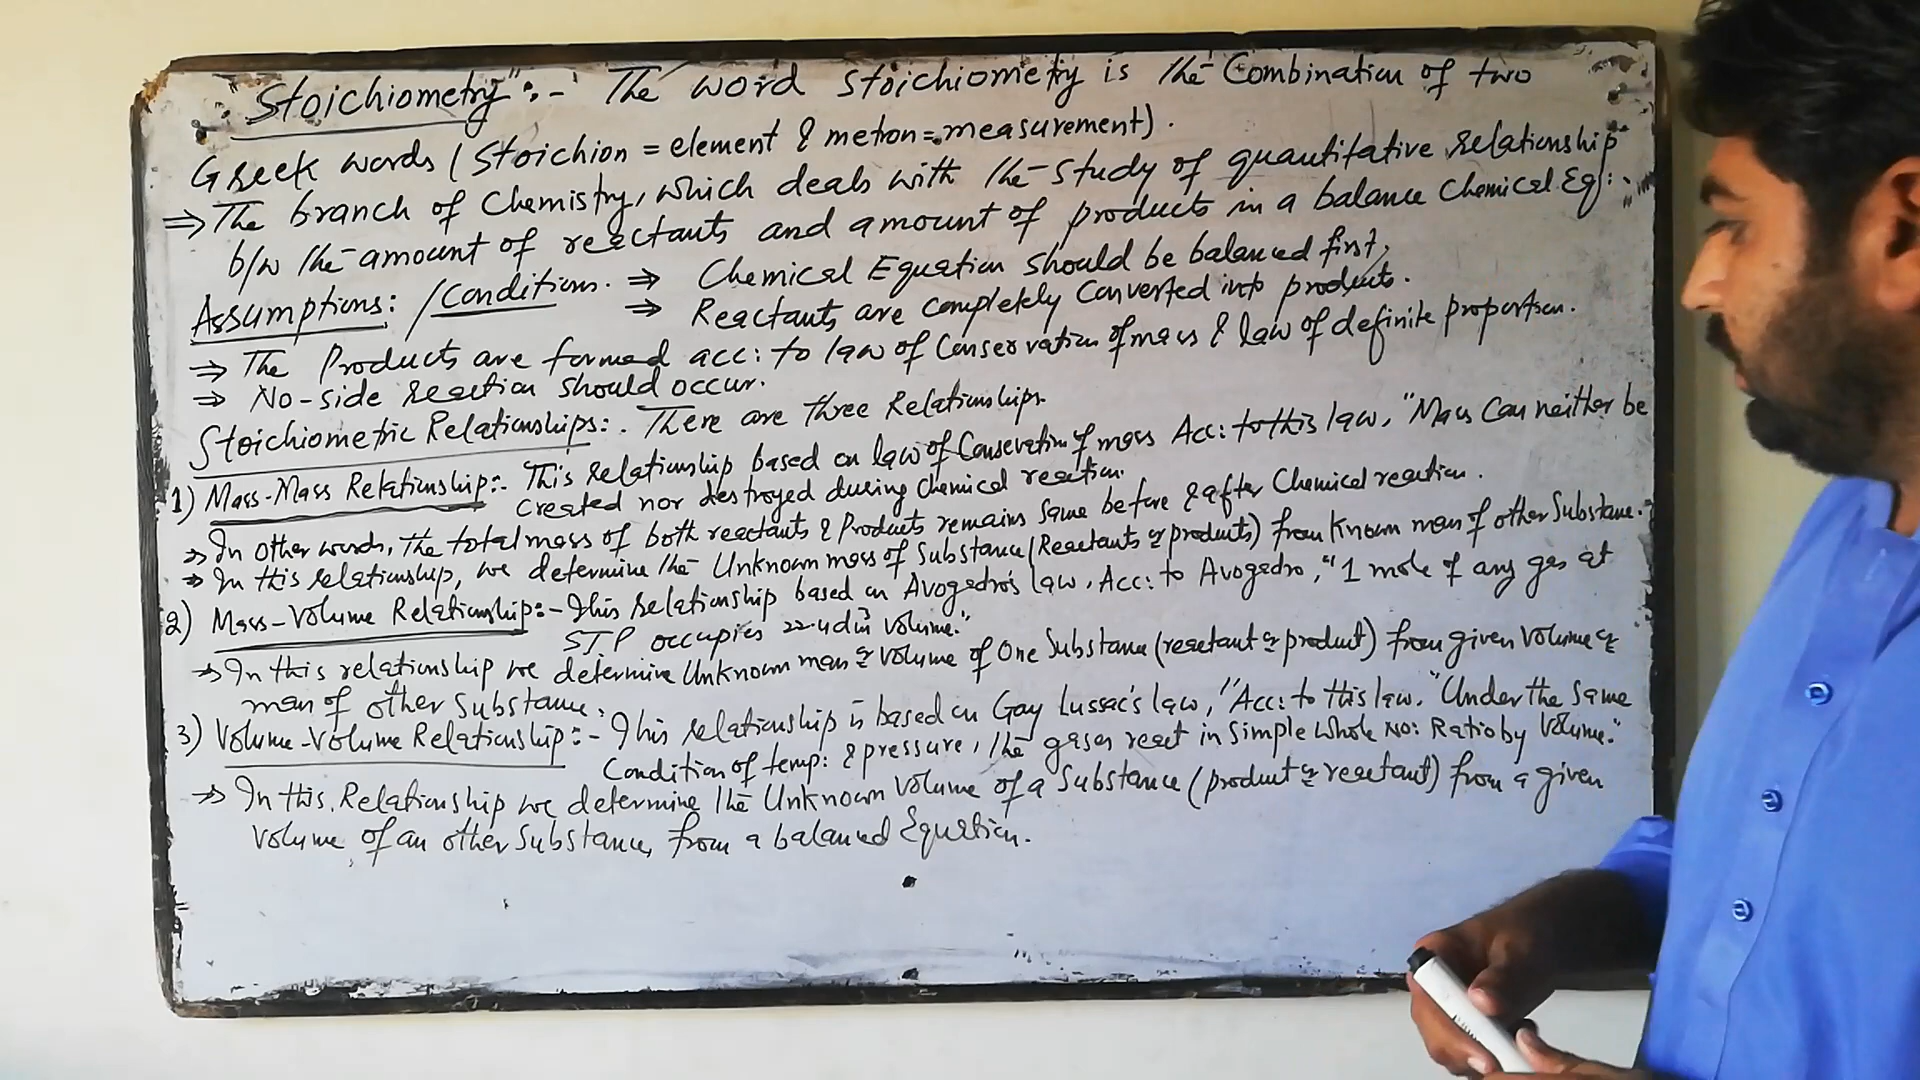 "Stoichiometry":- The word stoichiometry is the Combination of two
Greek words (Stoichion = element & metron = measurement).
⇒ The branch of Chemistry, which deals with the study of quantitative relationship
b/w the amount of reactants and amount of products in a balance Chemical Eq:.
Assumptions: / Conditions. ⇒ Chemical Equation should be balanced first.
⇒ Reactants are completely Converted into products.
⇒ The Products are formed acc: to law of Conservation of mass & law of definite proportion.
⇒ No-side reaction should occur.
Stoichiometric Relationships:. There are three Relationships.
1) Mass-Mass Relationship:. This relationship based on law of Conservation of mass Acc: to this law, "Mass Can neither be
created nor destroyed during Chemical reaction.
⇒ In other words, The total mass of both reactants & Products remains same before & after Chemical reaction.
⇒ In this relationship, we determine the Unknown mass of Substance (Reactants or products) from Known mass of other Substance.
2) Mass-Volume Relationship:- This relationship based on Avogadro's law. Acc: to Avogadro, "1 mole of any gas at
STP occupies 22.4dm³ volume."
⇒ In this relationship we determine Unknown mass or volume of One Substance (reactant or product) from given Volume or
mass of other Substance.
3) Volume-Volume Relationship:- This relationship is based on Gay Lussac's law, "Acc: to this law. "Under the Same
Condition of temp: & pressure, the gases react in Simple Whole no: Ratio by Volume."
⇒ In this Relationship we determine the Unknown Volume of a Substance (product or reactant) from a given
Volume of an other Substance, from a balanced Equation.